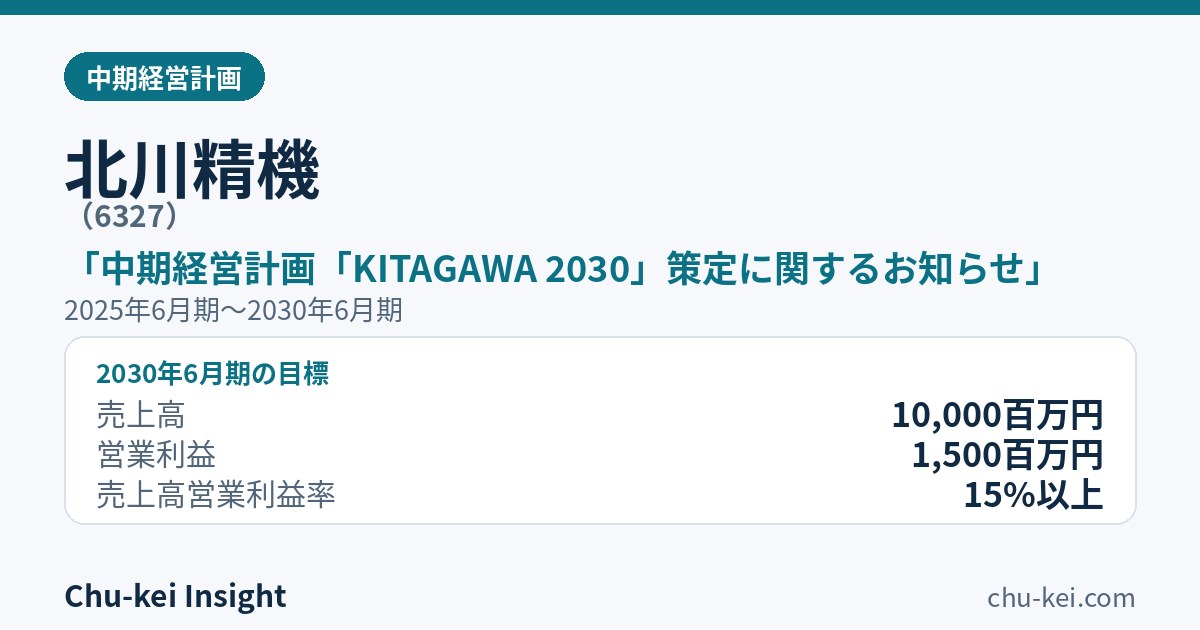 中期経営計画
北川精機
（6327）
「中期経営計画「KITAGAWA 2030」策定に関するお知らせ」
2025年6月期～2030年6月期
2030年6月期の目標
売上高 10,000百万円
営業利益 1,500百万円
売上高営業利益率 15%以上
Chu-kei Insight chu-kei.com